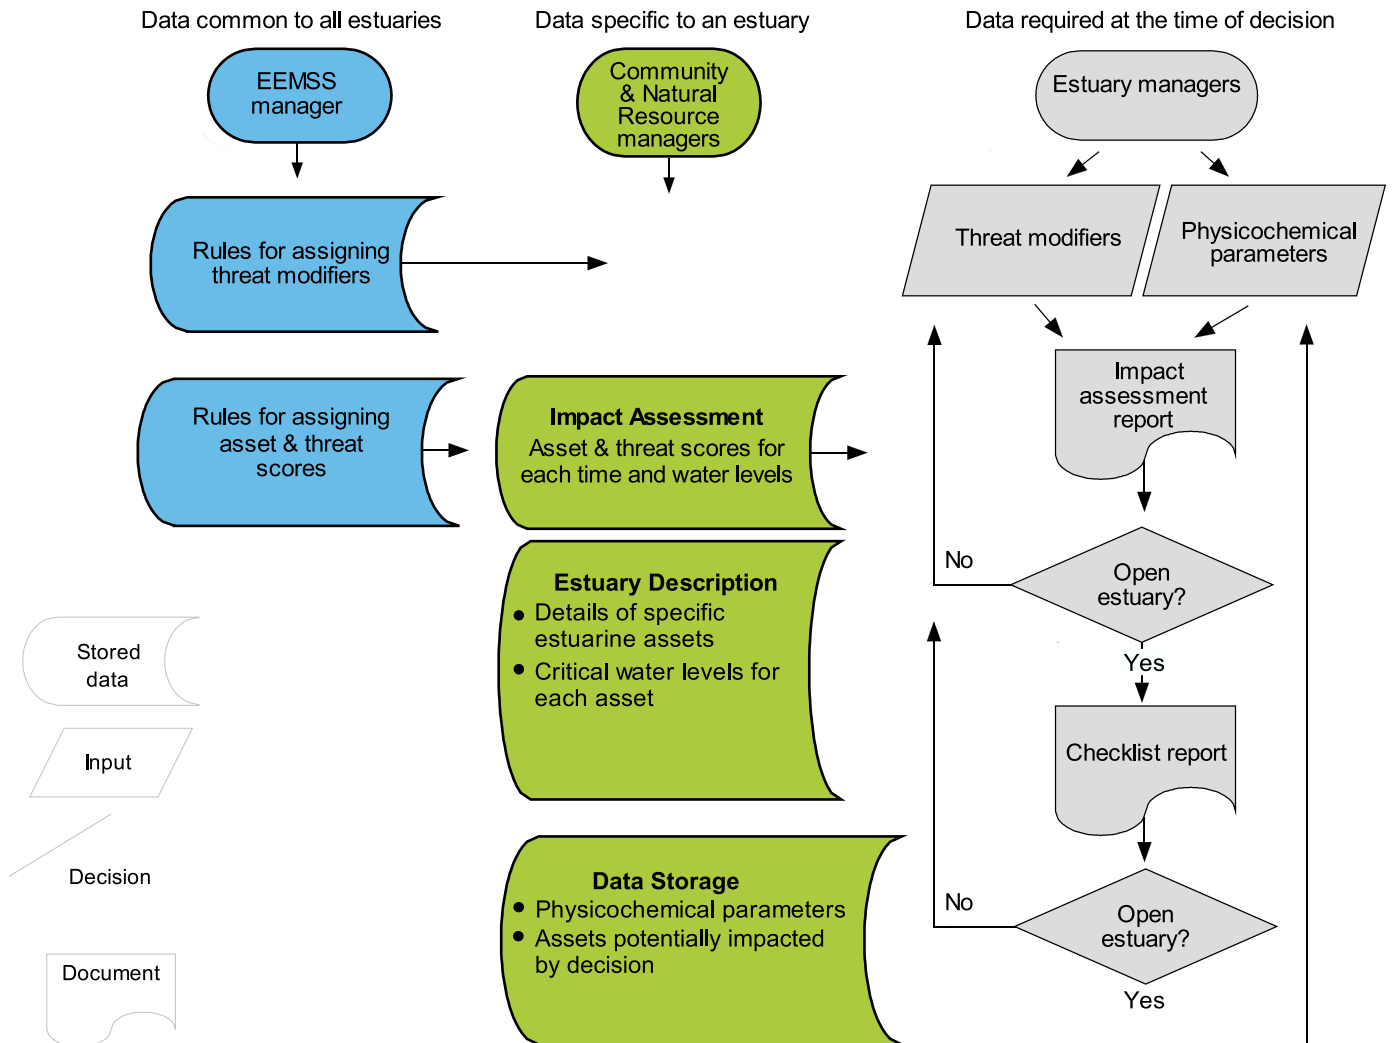 Data common to all estuaries
Data specific to an estuary
Data required at the time of decision
EEMSS
manager
Community
& Natural
Resource
managers
Estuary managers
Rules for assigning
threat modifiers
Threat modifiers
Physicochemical
parameters
Rules for assigning
asset & threat
scores
Impact Assessment
Asset & threat scores for
each time and water levels
Impact
assessment
report
Estuary Description
• Details of specific
estuarine assets
• Critical water levels for
each asset
No
Open
estuary?
Yes
Stored
data
Input
Decision
Document
Checklist report
Data Storage
• Physicochemical parameters
• Assets potentially impacted
by decision
No
Open
estuary?
Yes